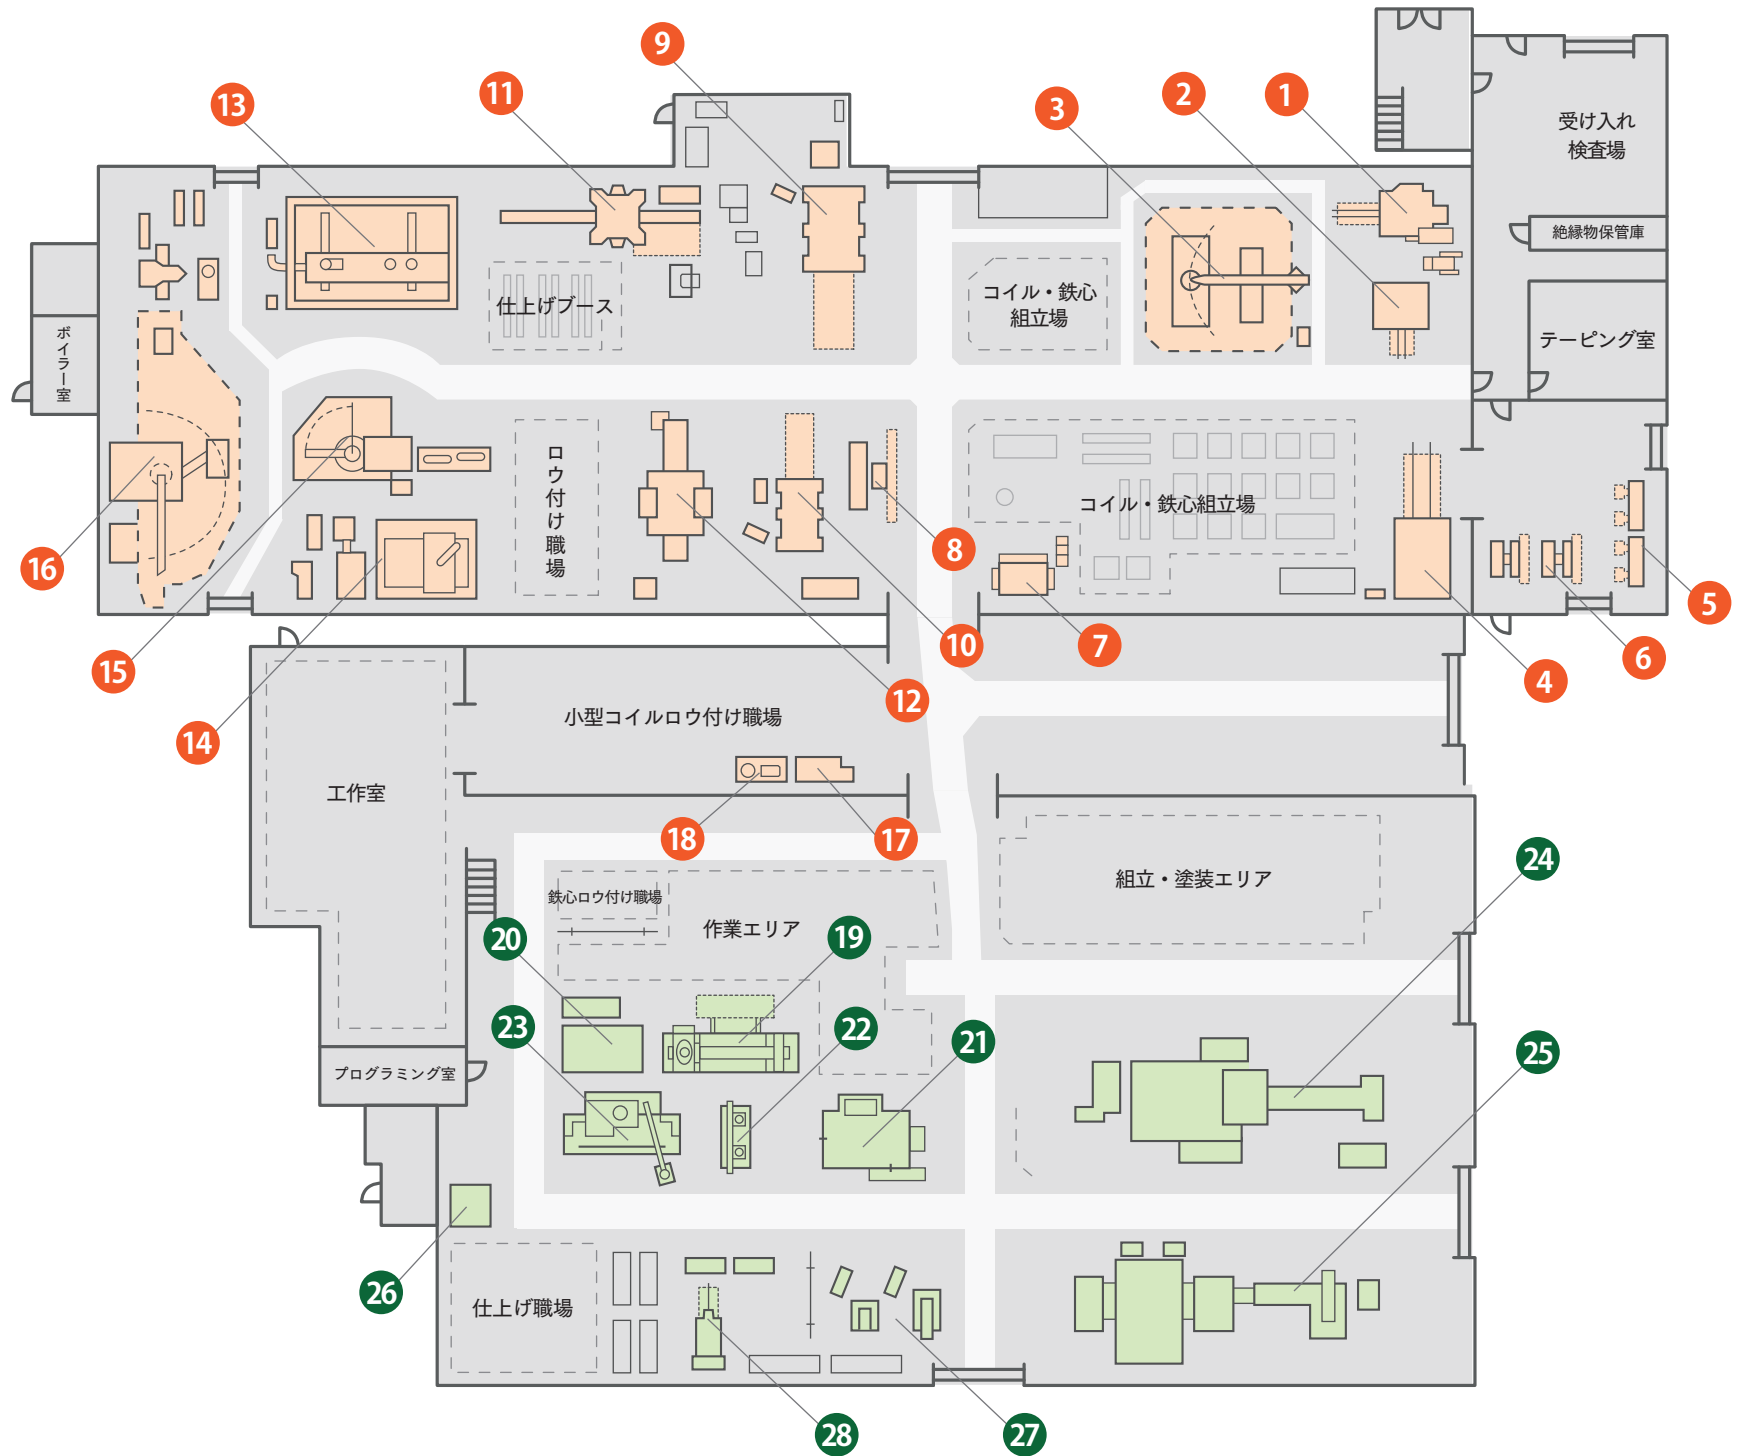 9
13
11
3
2
1
受け入れ
検査場
絶縁物保管庫
仕上げブース
コイル・鉄心
組立場
テーピング室
ボイラー室
ロウ付け職場
コイル・鉄心組立場
16
8
5
15
10
7
6
12
4
14
小型コイルロウ付け職場
工作室
18
17
24
組立・塗装エリア
鉄心ロウ付け職場
作業エリア
20
19
23
22
21
25
プログラミング室
26
仕上げ職場
28
27